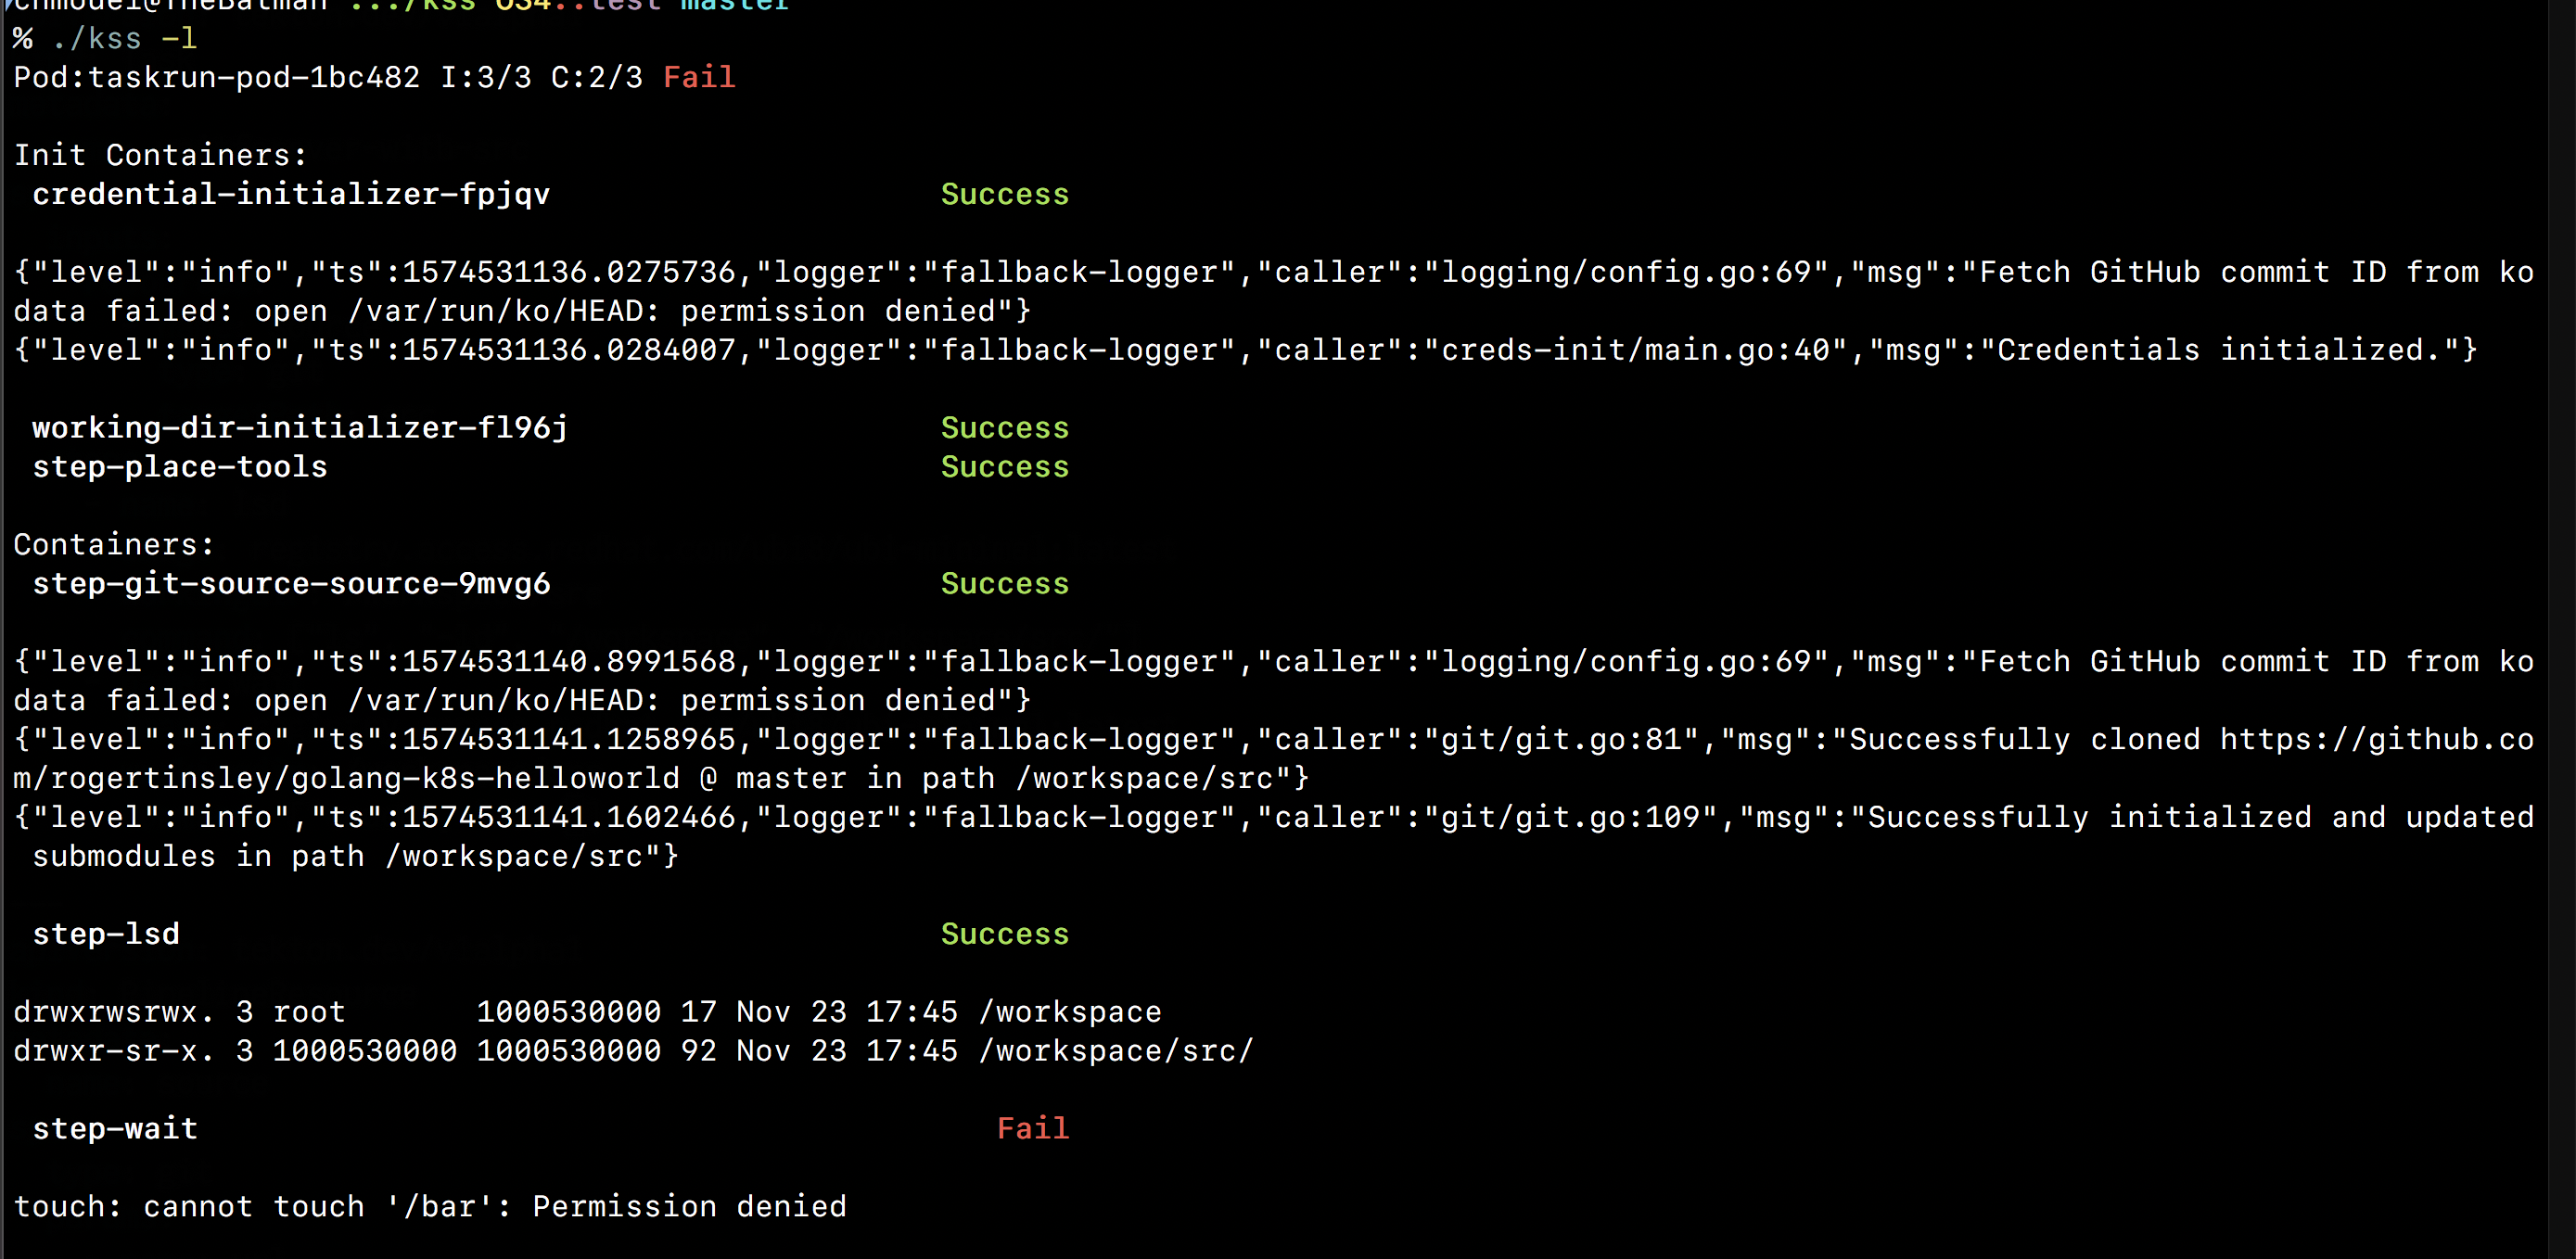 chmouel@TheBatman .../kss OS4::test master
% ./kss -l
Pod:taskrun-pod-1bc482 I:3/3 C:2/3 Fail
Init Containers:
credential-initializer-fpjqv Success
{"level":"info","ts":1574531136.0275736,"logger":"fallback-logger","caller":"logging/config.go:69","msg":"Fetch GitHub commit ID from ko
data failed: open /var/run/ko/HEAD: permission denied"}
{"level":"info","ts":1574531136.0284007,"logger":"fallback-logger","caller":"creds-init/main.go:40","msg":"Credentials initialized."}
working-dir-initializer-fl96j Success
step-place-tools Success
Containers:
step-git-source-source-9mvg6 Success
{"level":"info","ts":1574531140.8991568,"logger":"fallback-logger","caller":"logging/config.go:69","msg":"Fetch GitHub commit ID from ko
data failed: open /var/run/ko/HEAD: permission denied"}
{"level":"info","ts":1574531141.1258965,"logger":"fallback-logger","caller":"git/git.go:81","msg":"Successfully cloned https://github.co
m/rogertinsley/golang-k8s-helloworld @ master in path /workspace/src"}
{"level":"info","ts":1574531141.1602466,"logger":"fallback-logger","caller":"git/git.go:109","msg":"Successfully initialized and updated
submodules in path /workspace/src"}
step-lsd Success
drwxrwsrwx. 3 root 1000530000 17 Nov 23 17:45 /workspace
drwxr-sr-x. 3 1000530000 1000530000 92 Nov 23 17:45 /workspace/src/
step-wait Fail
touch: cannot touch '/bar': Permission denied